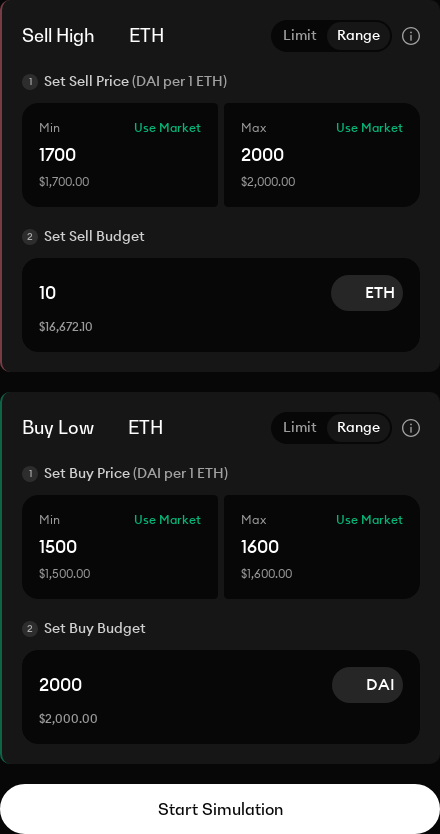 Sell High ETH Limit Range
1 Set Sell Price (DAI per 1 ETH)
Min Use Market Max Use Market
1700 2000
$1,700.00 $2,000.00
2 Set Sell Budget
10 ETH
$16,672.10
Buy Low ETH Limit Range
1 Set Buy Price (DAI per 1 ETH)
Min Use Market Max Use Market
1500 1600
$1,500.00 $1,600.00
2 Set Buy Budget
2000 DAI
$2,000.00
Start Simulation